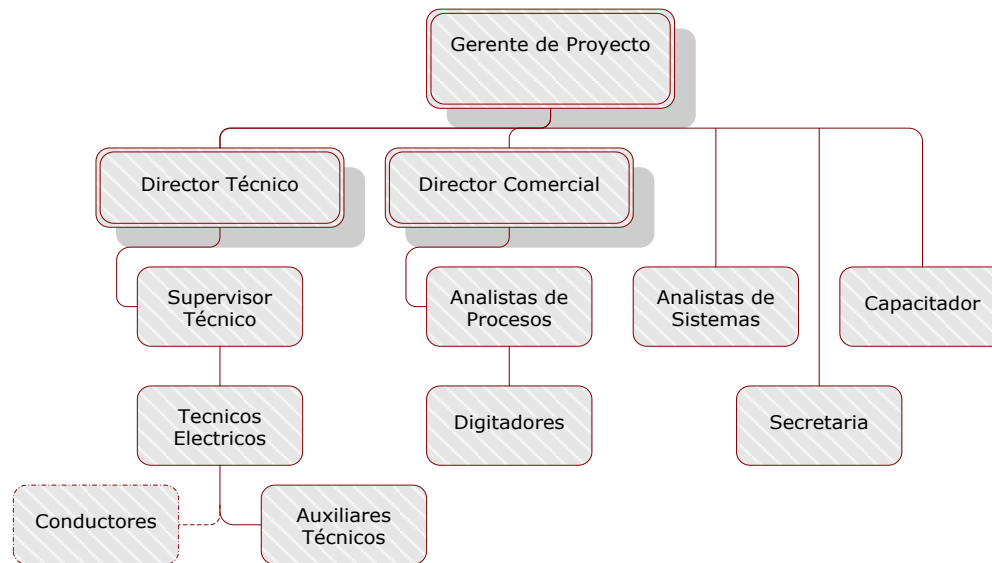 Gerente de Proyecto
Director Técnico
Director Comercial
Supervisor
Técnico
Analistas de
Procesos
Analistas de
Sistemas
Capacitador
Tecnicos
Electricos
Digitadores
Secretaria
Conductores
Auxiliares
Técnicos